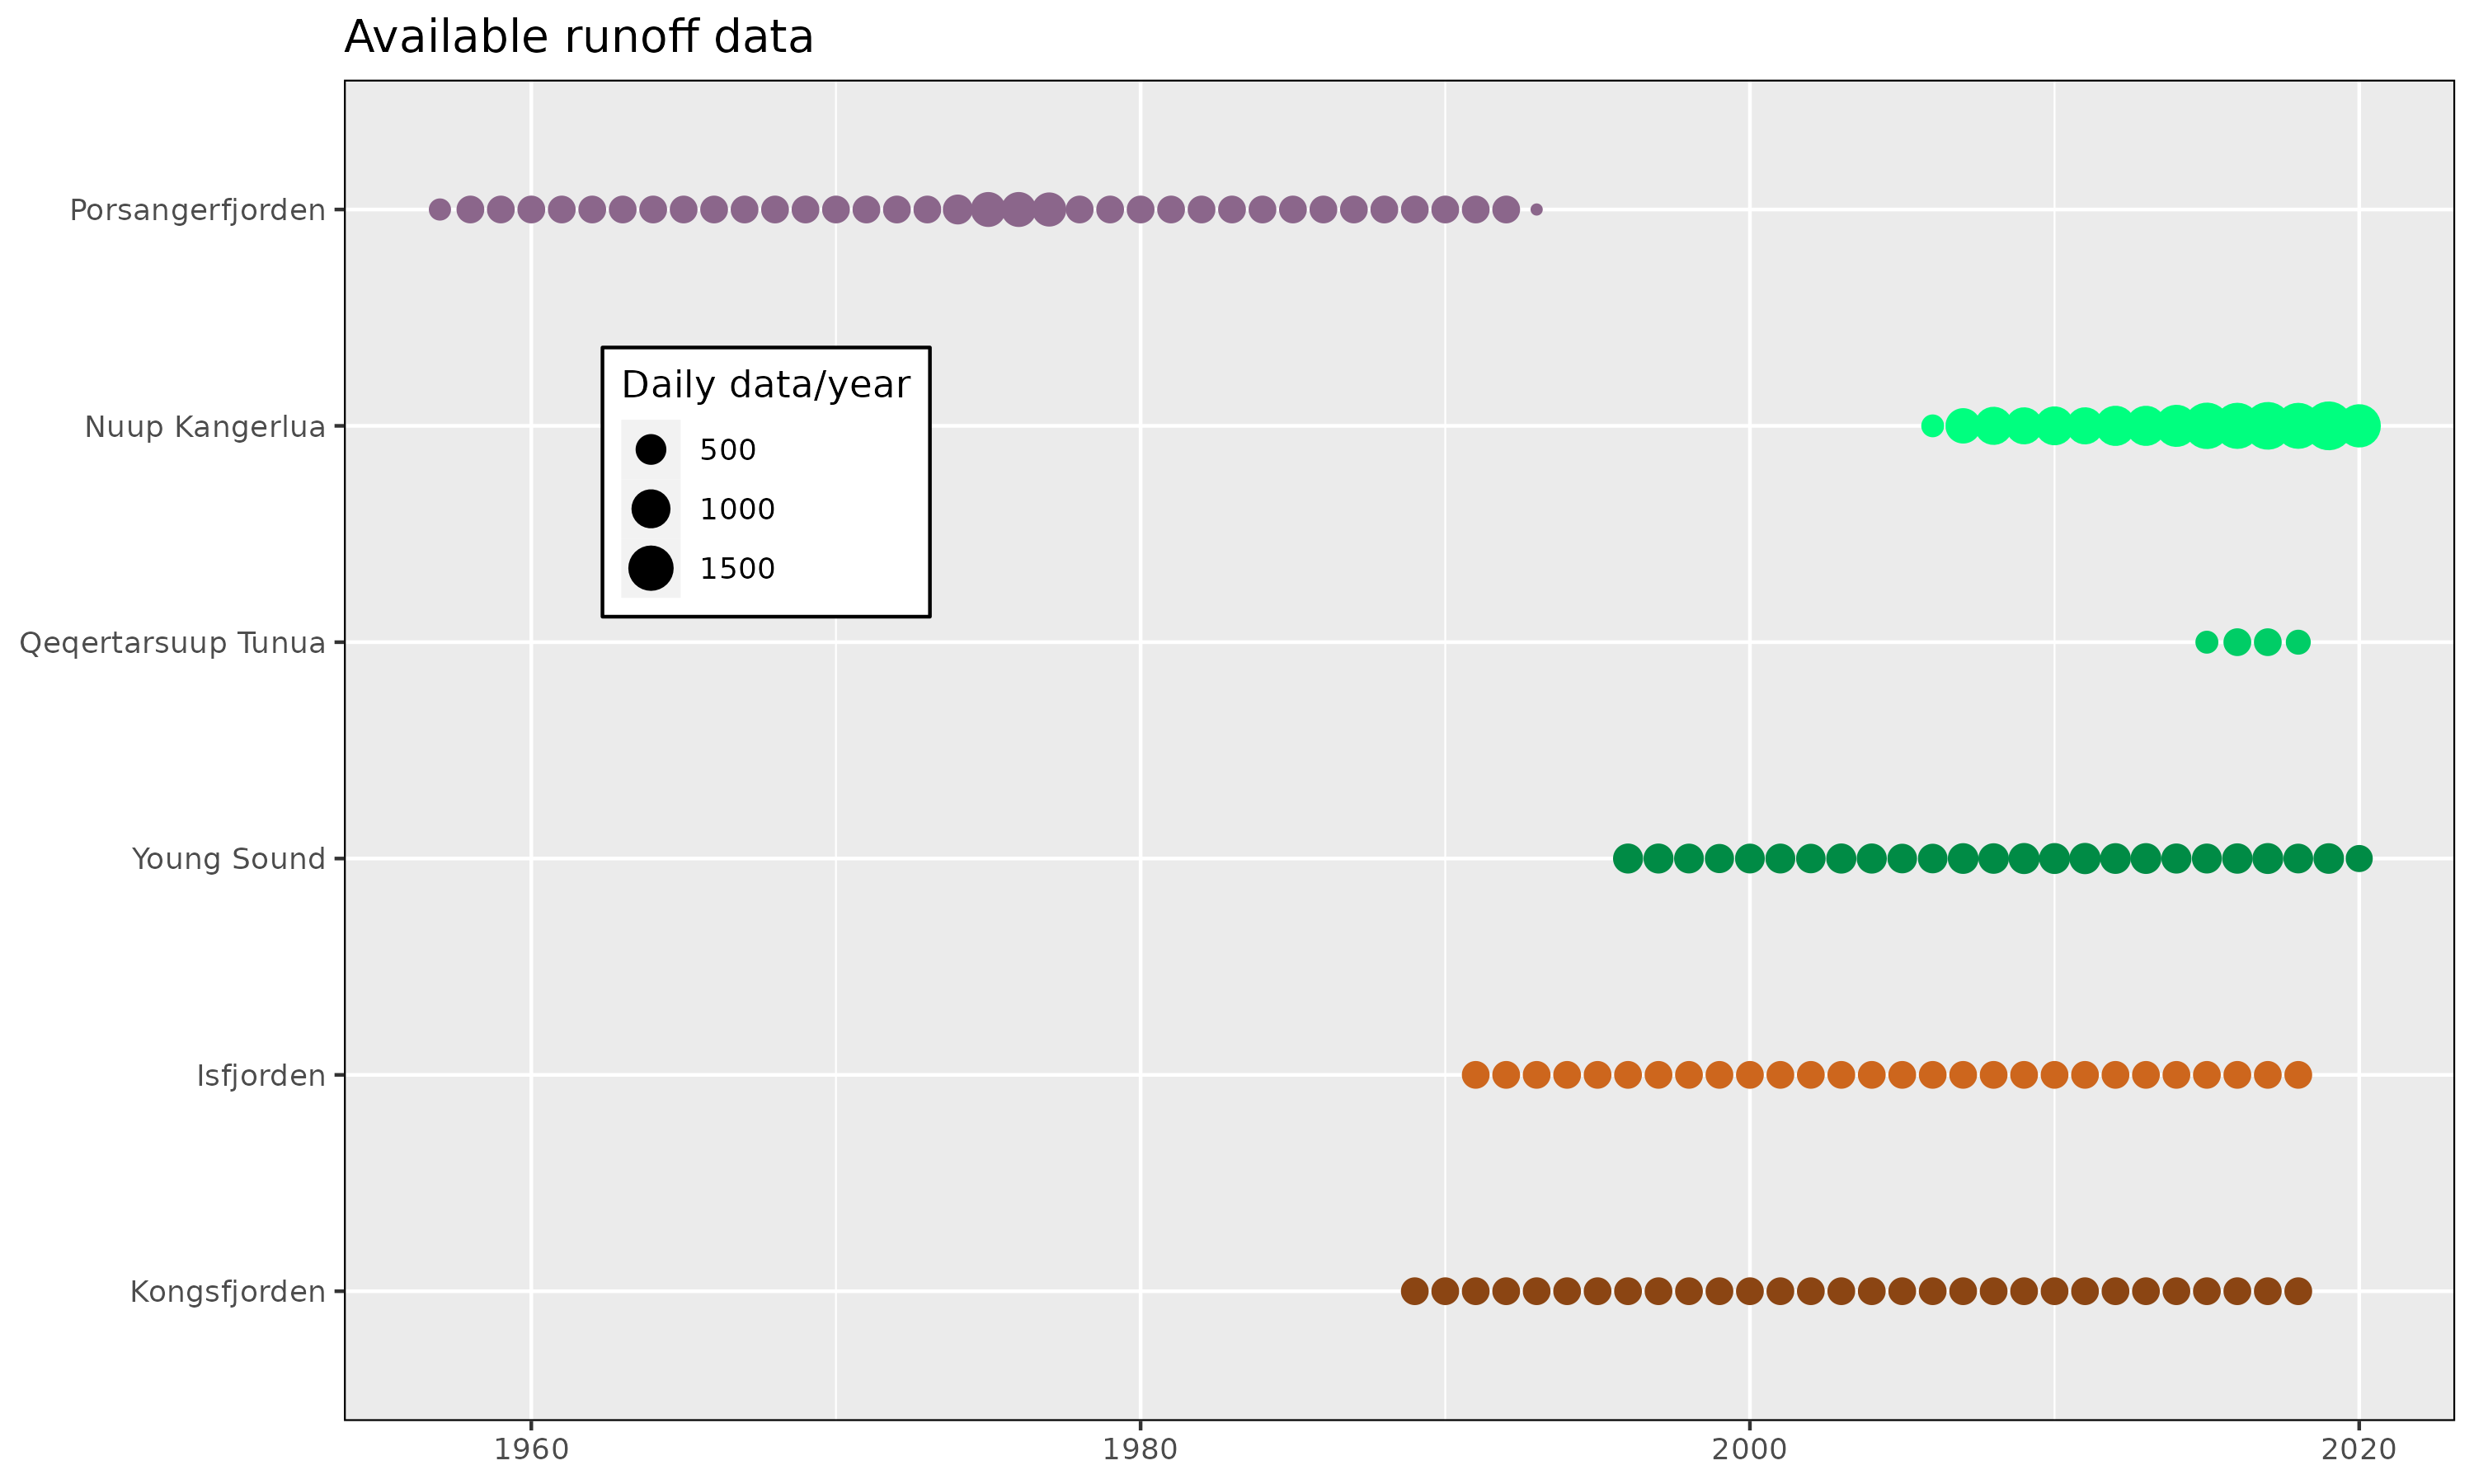 Available runoff data
Porsangerfjorden
Nuup Kangerlua
Qeqertarsuup Tunua
Young Sound
Isfjorden
Kongsfjorden
Daily data/year
500
1000
1500
1960
1980
2000
2020